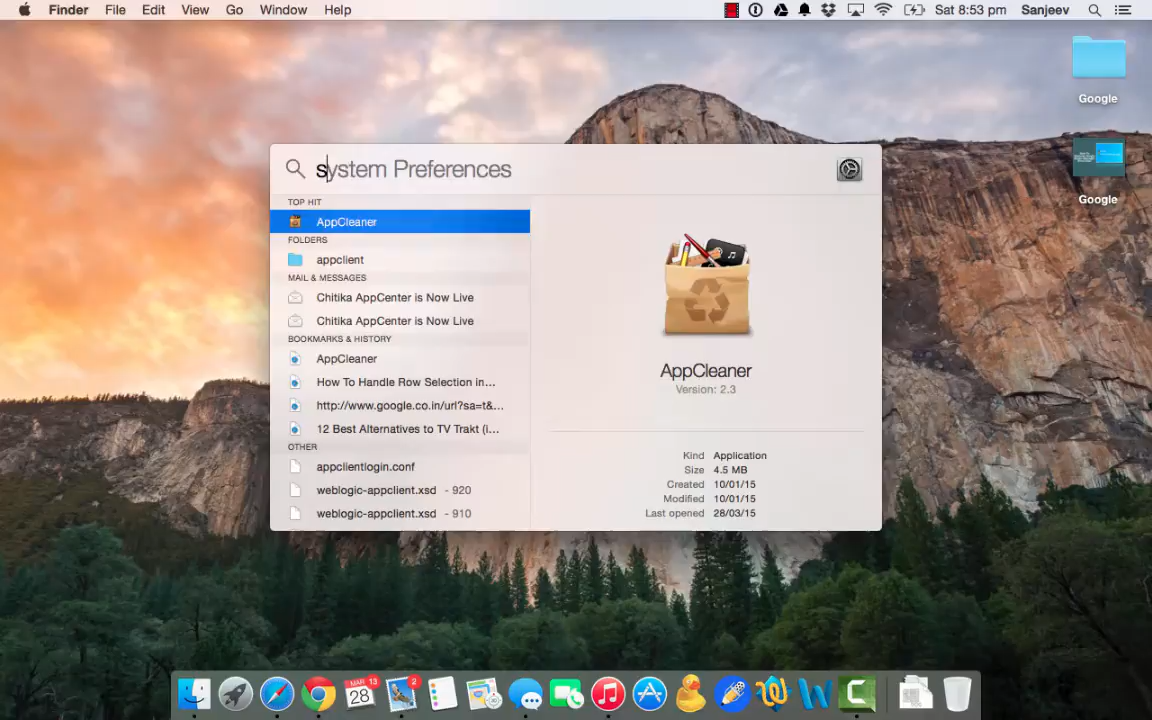 Finder File Edit View Go Window Help Sat 8:53 pm Sanjeev
Google
Google
system Preferences
TOP HIT
AppCleaner
FOLDERS
appclient
MAIL & MESSAGES
Chitika AppCenter is Now Live
Chitika AppCenter is Now Live
BOOKMARKS & HISTORY
AppCleaner
How To Handle Row Selection in...
http://www.google.co.in/url?sa=t&...
12 Best Alternatives to TV Trakt (i...
OTHER
appclientlogin.conf
weblogic-appclient.xsd - 920
weblogic-appclient.xsd - 910
AppCleaner
Version: 2.3
Kind Application
Size 4.5 MB
Created 10/01/15
Modified 10/01/15
Last opened 28/03/15
MAR 13
28
2